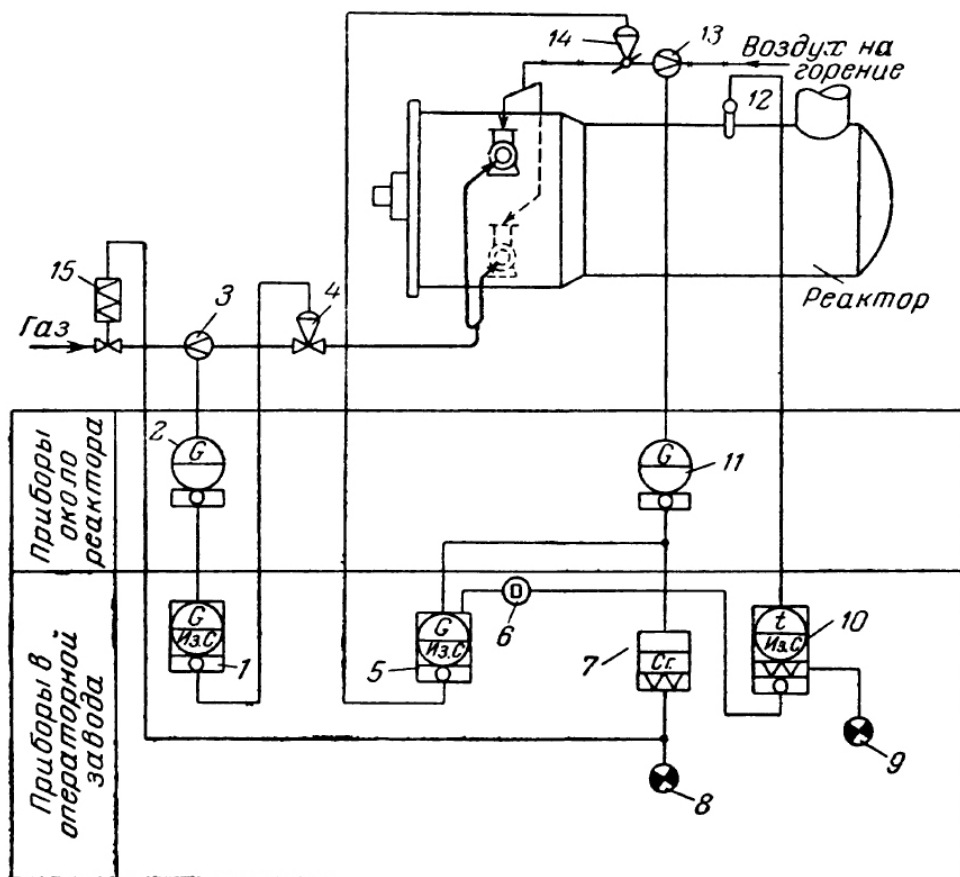 14
13
Воздух на
горение
12
15
3
4
Газ
Реактор
Приборы
около
реактора
2
G
G
11
Приборы в
операторной
завода
G
Из.С
1
G
Из.С
5
D
6
7
Сг.
t
Из.С
10
8
9